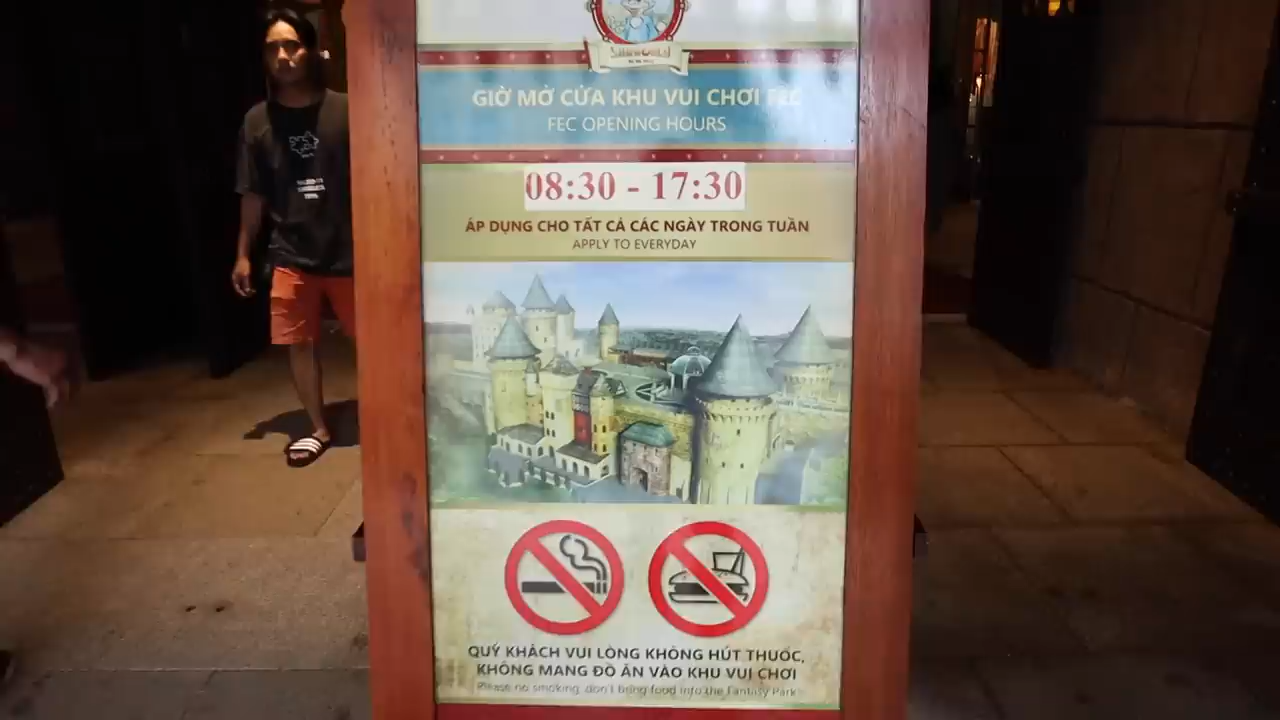 GIỜ MỞ CỬA KHU VUI CHƠI FEC
FEC OPENING HOURS
08:30 - 17:30
ÁP DỤNG CHO TẤT CẢ CÁC NGÀY TRONG TUẦN
APPLY TO EVERYDAY
QUÝ KHÁCH VUI LÒNG KHÔNG HÚT THUỐC,
KHÔNG MANG ĐỒ ĂN VÀO KHU VUI CHƠI
Please no smoking, don't bring food into the Fantasy Park